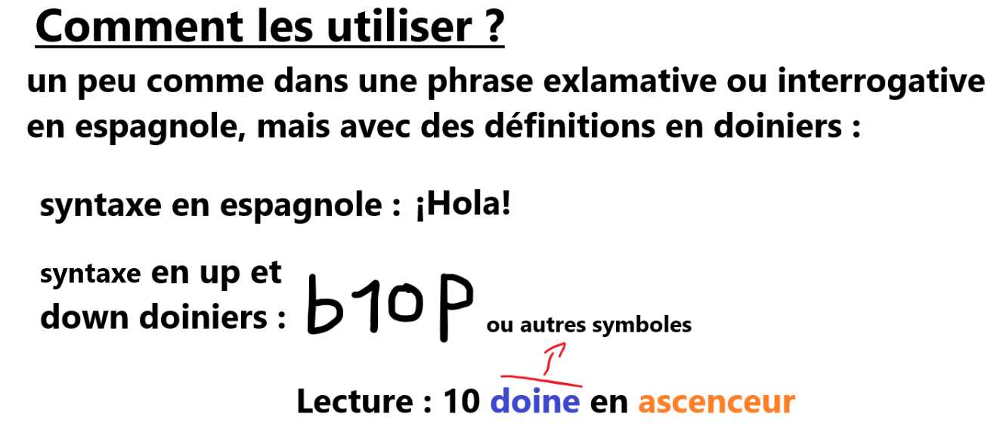 Comment les utiliser ?
un peu comme dans une phrase exlamative ou interrogative
en espagnole, mais avec des définitions en doiniers :
syntaxe en espagnole : ¡Hola!
syntaxe en up et
down doiniers : b10p ou autres symboles
Lecture : 10 doine en ascenceur